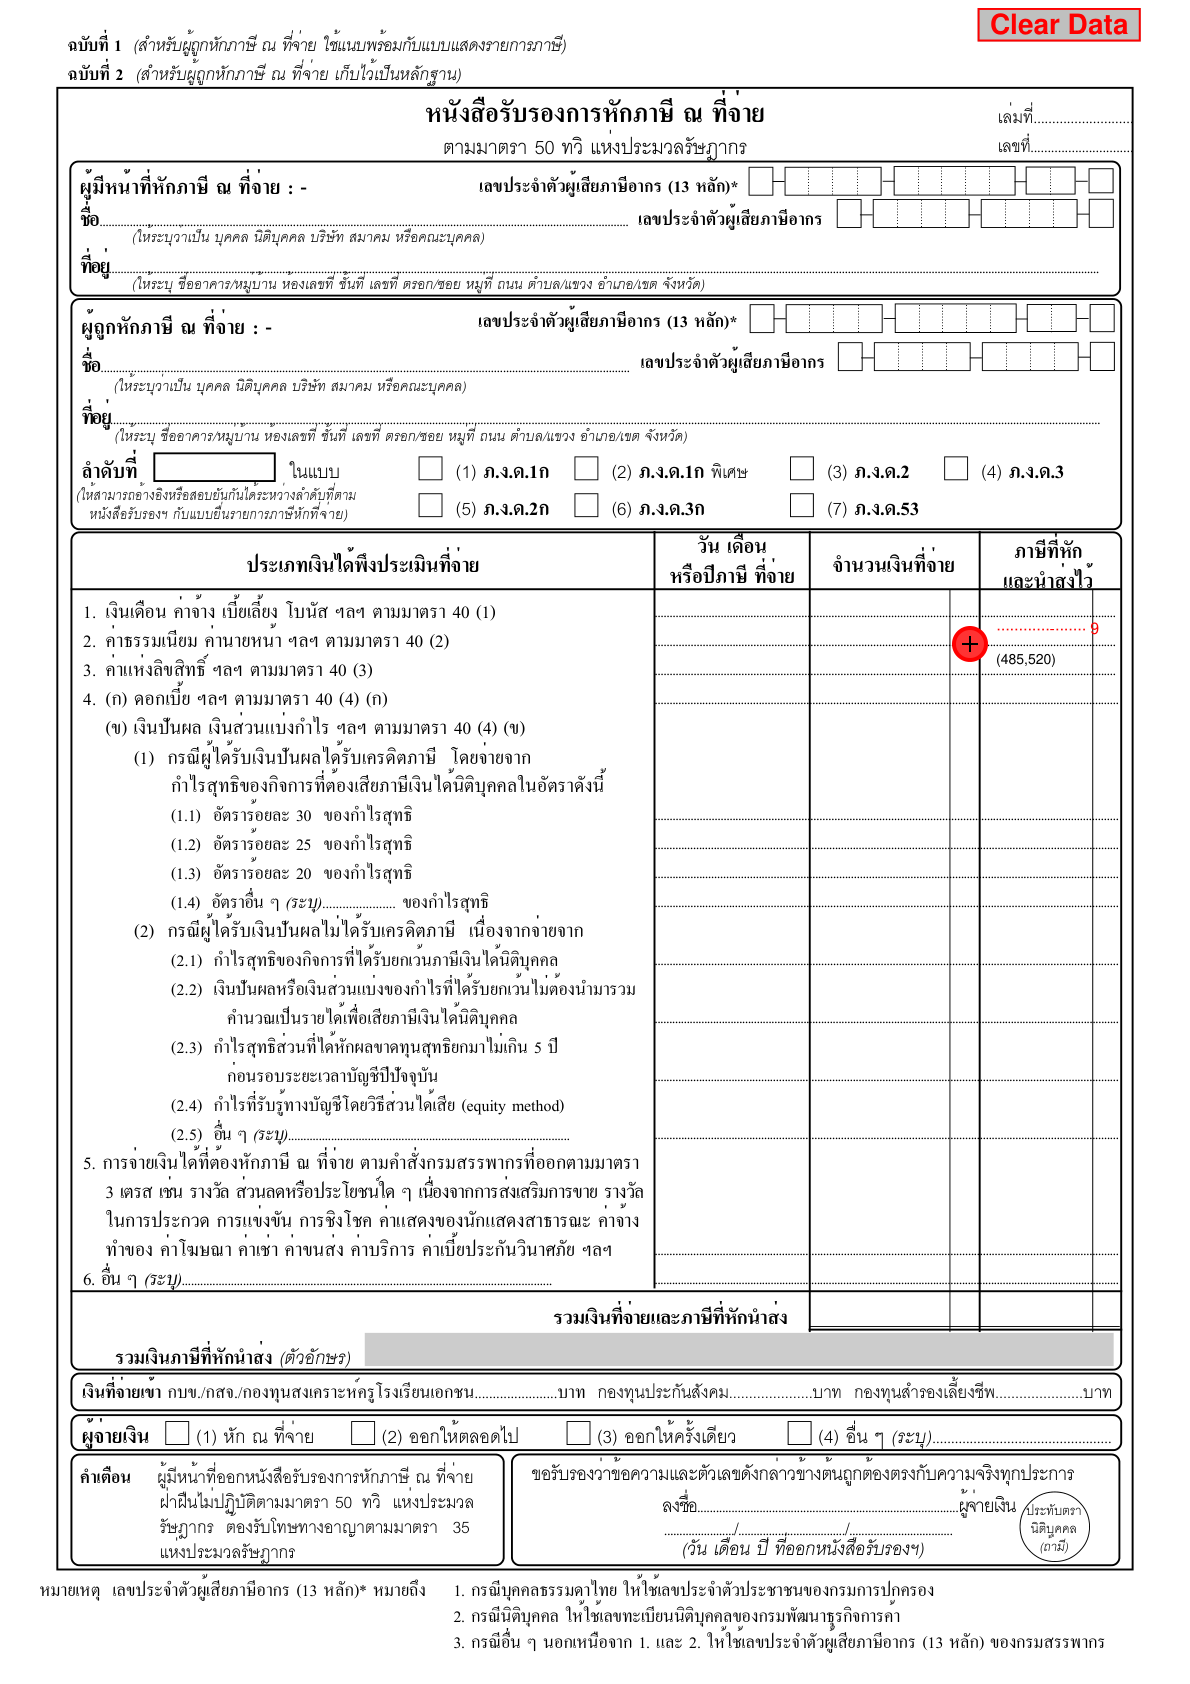 Clear Data
ฉบับที่ 1 (สำหรับผู้ถูกหักภาษี ณ ที่จ่าย ใช้แนบพร้อมกับแบบแสดงรายการภาษี)
ฉบับที่ 2 (สำหรับผู้ถูกหักภาษี ณ ที่จ่าย เก็บไว้เป็นหลักฐาน)
หนังสือรับรองการหักภาษี ณ ที่จ่าย
เล่มที่..........................
ตามมาตรา 50 ทวิ แห่งประมวลรัษฎากร
เลขที่..........................
ผู้มีหน้าที่หักภาษี ณ ที่จ่าย : -
เลขประจำตัวผู้เสียภาษีอากร (13 หลัก)*
ชื่อ.......................... เลขประจำตัวผู้เสียภาษีอากร
(ให้ระบุว่าเป็น บุคคล นิติบุคคล บริษัท สมาคม หรือคณะบุคคล)
ที่อยู่..........................
(ให้ระบุ ชื่ออาคาร/หมู่บ้าน ห้องเลขที่ ชั้นที่ เลขที่ ตรอก/ซอย หมู่ที่ ถนน ตำบล/แขวง อำเภอ/เขต จังหวัด)
ผู้ถูกหักภาษี ณ ที่จ่าย : -
เลขประจำตัวผู้เสียภาษีอากร (13 หลัก)*
ชื่อ.......................... เลขประจำตัวผู้เสียภาษีอากร
(ให้ระบุว่าเป็น บุคคล นิติบุคคล บริษัท สมาคม หรือคณะบุคคล)
ที่อยู่..........................
(ให้ระบุ ชื่ออาคาร/หมู่บ้าน ห้องเลขที่ ชั้นที่ เลขที่ ตรอก/ซอย หมู่ที่ ถนน ตำบล/แขวง อำเภอ/เขต จังหวัด)
ลำดับที่ ในแบบ (1) ภ.ง.ด.1ก (2) ภ.ง.ด.1ก พิเศษ (3) ภ.ง.ด.2 (4) ภ.ง.ด.3
(ให้สามารถอ้างอิงหรือสอบยันกันได้ระหว่างลำดับที่ตาม
หนังสือรับรองฯ กับแบบยื่นรายการภาษีหักที่จ่าย)
(5) ภ.ง.ด.2ก (6) ภ.ง.ด.3ก (7) ภ.ง.ด.53
ประเภทเงินได้พึงประเมินที่จ่าย
วัน เดือน
หรือปีภาษี ที่จ่าย
จำนวนเงินที่จ่าย
ภาษีที่หัก
และนำส่งไว้
1. เงินเดือน ค่าจ้าง เบี้ยเลี้ยง โบนัส ฯลฯ ตามมาตรา 40 (1)
9
2. ค่าธรรมเนียม ค่านายหน้า ฯลฯ ตามมาตรา 40 (2)
(485,520)
3. ค่าแห่งลิขสิทธิ์ ฯลฯ ตามมาตรา 40 (3)
4. (ก) ดอกเบี้ย ฯลฯ ตามมาตรา 40 (4) (ก)
(ข) เงินปันผล เงินส่วนแบ่งกำไร ฯลฯ ตามมาตรา 40 (4) (ข)
(1) กรณีผู้ได้รับเงินปันผลได้รับเครดิตภาษี โดยจ่ายจาก
กำไรสุทธิของกิจการที่ต้องเสียภาษีเงินได้นิติบุคคลในอัตราดังนี้
(1.1) อัตราร้อยละ 30 ของกำไรสุทธิ
(1.2) อัตราร้อยละ 25 ของกำไรสุทธิ
(1.3) อัตราร้อยละ 20 ของกำไรสุทธิ
(1.4) อัตราอื่น ๆ (ระบุ)...................... ของกำไรสุทธิ
(2) กรณีผู้ได้รับเงินปันผลไม่ได้รับเครดิตภาษี เนื่องจากจ่ายจาก
(2.1) กำไรสุทธิของกิจการที่ได้รับยกเว้นภาษีเงินได้นิติบุคคล
(2.2) เงินปันผลหรือเงินส่วนแบ่งของกำไรที่ได้รับยกเว้นไม่ต้องนำมารวม
คำนวณเป็นรายได้เพื่อเสียภาษีเงินได้นิติบุคคล
(2.3) กำไรสุทธิส่วนที่ได้หักผลขาดทุนสุทธิยกมาไม่เกิน 5 ปี
ก่อนรอบระยะเวลาบัญชีปีปัจจุบัน
(2.4) กำไรที่รับรู้ทางบัญชีโดยวิธีส่วนได้เสีย (equity method)
(2.5) อื่น ๆ (ระบุ)..........................
5. การจ่ายเงินได้ที่ต้องหักภาษี ณ ที่จ่าย ตามคำสั่งกรมสรรพากรที่ออกตามมาตรา
3 เตรส เช่น รางวัล ส่วนลดหรือประโยชน์ใด ๆ เนื่องจากการส่งเสริมการขาย รางวัล
ในการประกวด การแข่งขัน การชิงโชค ค่าแสดงของนักแสดงสาธารณะ ค่าจ้าง
ทำของ ค่าโฆษณา ค่าเช่า ค่าขนส่ง ค่าบริการ ค่าเบี้ยประกันวินาศภัย ฯลฯ
6. อื่น ๆ (ระบุ)..........................
รวมเงินที่จ่ายและภาษีที่หักนำส่ง
รวมเงินภาษีที่หักนำส่ง (ตัวอักษร)
เงินที่จ่ายเข้า กบข./กสจ./กองทุนสงเคราะห์ครูโรงเรียนเอกชน......................บาท กองทุนประกันสังคม......................บาท กองทุนสำรองเลี้ยงชีพ......................บาท
ผู้จ่ายเงิน (1) หัก ณ ที่จ่าย (2) ออกให้ตลอดไป (3) ออกให้ครั้งเดียว (4) อื่น ๆ (ระบุ)..........................
คำเตือน ผู้มีหน้าที่ออกหนังสือรับรองการหักภาษี ณ ที่จ่าย
ฝ่าฝืนไม่ปฏิบัติตามมาตรา 50 ทวิ แห่งประมวล
รัษฎากร ต้องรับโทษทางอาญาตามมาตรา 35
แห่งประมวลรัษฎากร
ขอรับรองว่าข้อความและตัวเลขดังกล่าวข้างต้นถูกต้องตรงกับความจริงทุกประการ
ลงชื่อ..........................ผู้จ่ายเงิน
................../........................../..........................
(วัน เดือน ปี ที่ออกหนังสือรับรองฯ)
ประทับตรา
นิติบุคคล
(ถ้ามี)
หมายเหตุ เลขประจำตัวผู้เสียภาษีอากร (13 หลัก)* หมายถึง
1. กรณีบุคคลธรรมดาไทย ให้ใช้เลขประจำตัวประชาชนของกรมการปกครอง
2. กรณีนิติบุคคล ให้ใช้เลขทะเบียนนิติบุคคลของกรมพัฒนาธุรกิจการค้า
3. กรณีอื่น ๆ นอกเหนือจาก 1. และ 2. ให้ใช้เลขประจำตัวผู้เสียภาษีอากร (13 หลัก) ของกรมสรรพากร